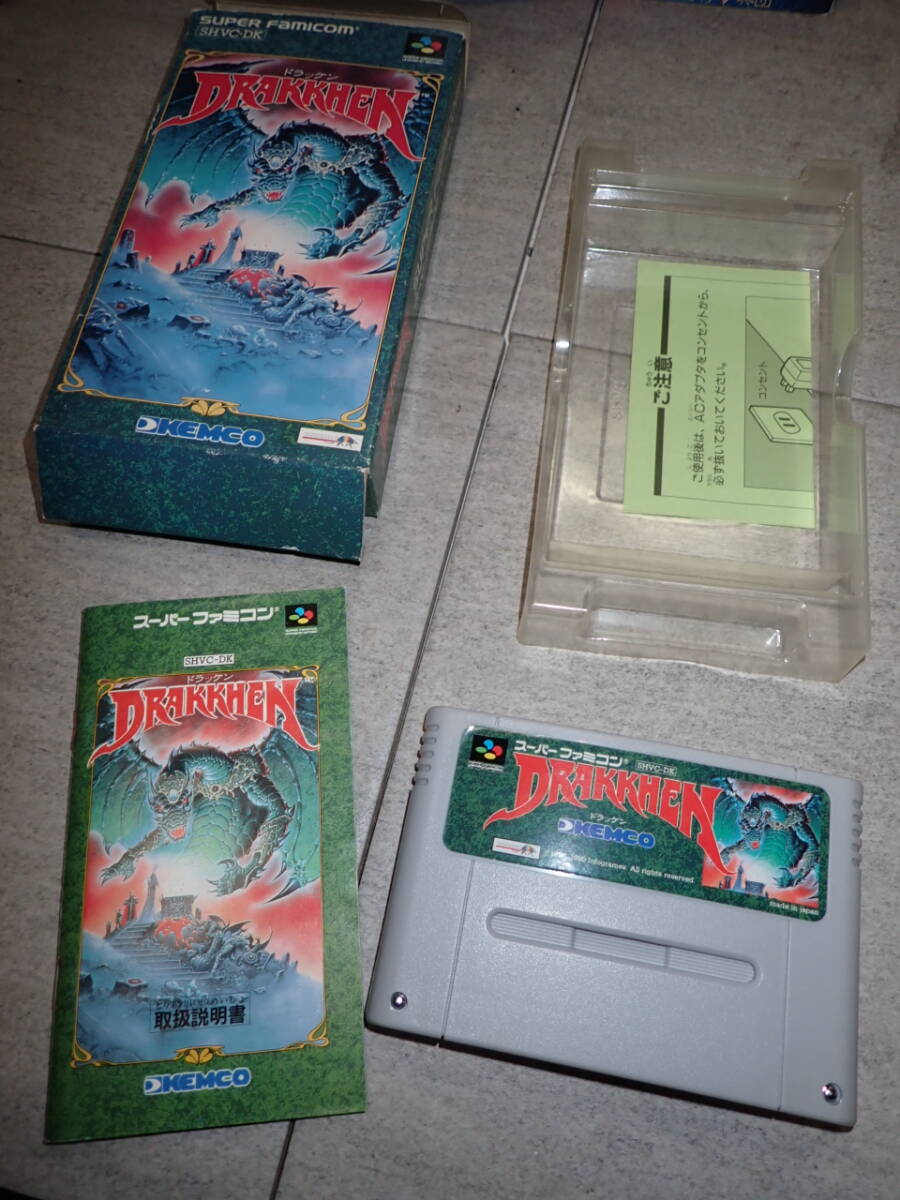 SUPER FAMICOM
SHVC-DK
ドラッケン
DRAKKHEN
KEMCO
ご注意
ちゅうい
ご使用後は、ACアダプタをコンセントから、
必ず抜いておいてください。
コンセント
スーパーファミコン
SHVC-DK
ドラッケン
DRAKKHEN
取扱説明書
KEMCO
スーパーファミコン
SHVC-DK
DRAKKHEN
ドラッケン
KEMCO
Infogrames All rights reserved.
made in japan